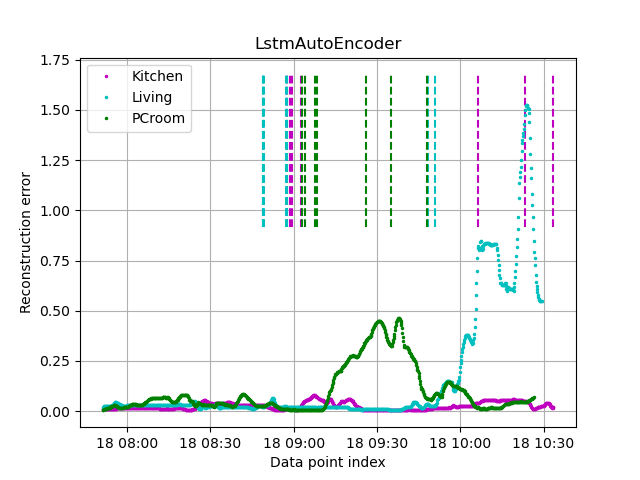 LstmAutoEncoder
Kitchen
Living
PCroom
1.75
1.50
1.25
1.00
0.75
0.50
0.25
0.00
Reconstruction error
18 08:00
18 08:30
18 09:00
18 09:30
18 10:00
18 10:30
Data point index